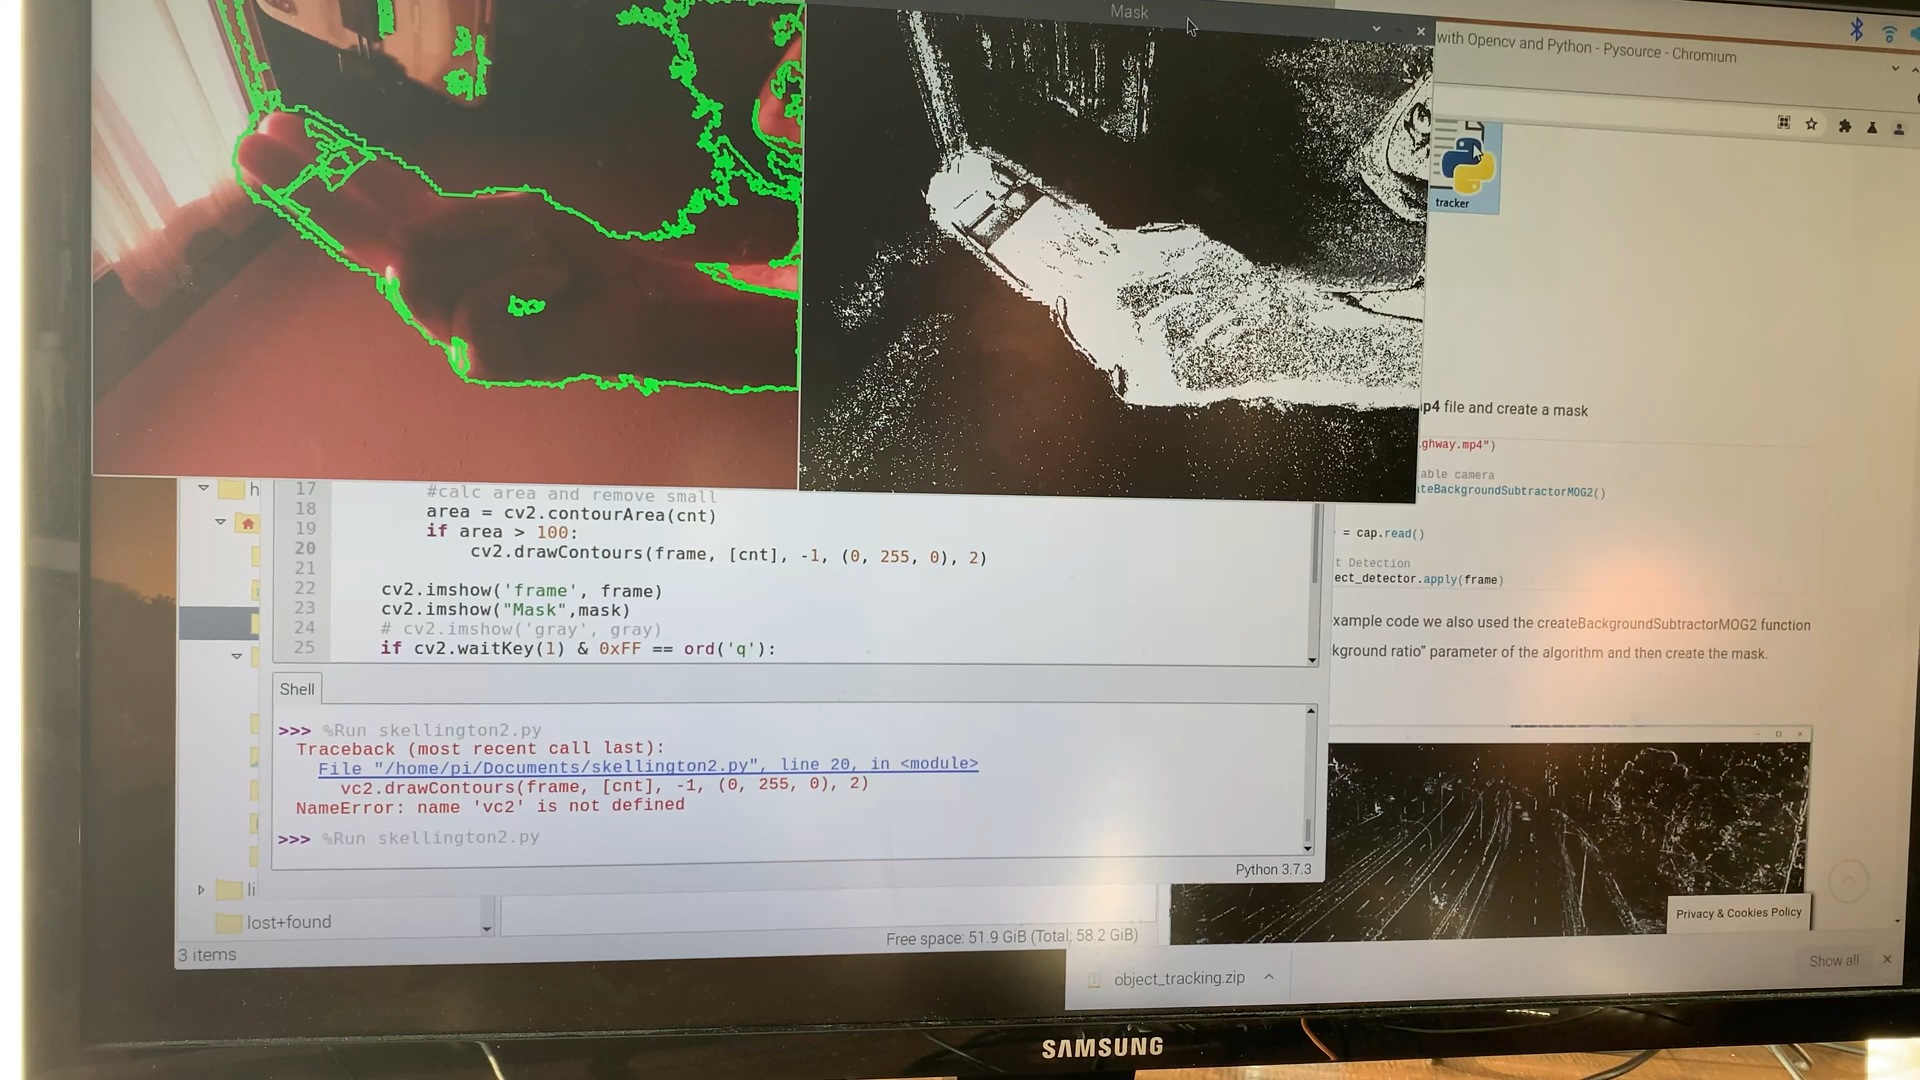 Mask
with Opencv and Python - Pysource - Chromium
tracker
p4 file and create a mask
ghway.mp4")
able camera
teBackgroundSubtractorMOG2()
= cap.read()
t Detection
ect_detector.apply(frame)
xample code we also used the createBackgroundSubtractorMOG2 function
kground ratio” parameter of the algorithm and then create the mask.
h
17 #calc area and remove small
18 area = cv2.contourArea(cnt)
19 if area > 100:
20 cv2.drawContours(frame, [cnt], -1, (0, 255, 0), 2)
21
22 cv2.imshow('frame', frame)
23 cv2.imshow("Mask",mask)
24 # cv2.imshow('gray', gray)
25 if cv2.waitKey(1) & 0xFF == ord('q'):
Shell
>>> %Run skellington2.py
Traceback (most recent call last):
File "/home/pi/Documents/skellington2.py", line 20, in <module>
vc2.drawContours(frame, [cnt], -1, (0, 255, 0), 2)
NameError: name 'vc2' is not defined
>>> %Run skellington2.py
Python 3.7.3
li
lost+found
3 items
Free space: 51.9 GiB (Total: 58.2 GiB)
Privacy & Cookies Policy
object_tracking.zip
Show all
SAMSUNG